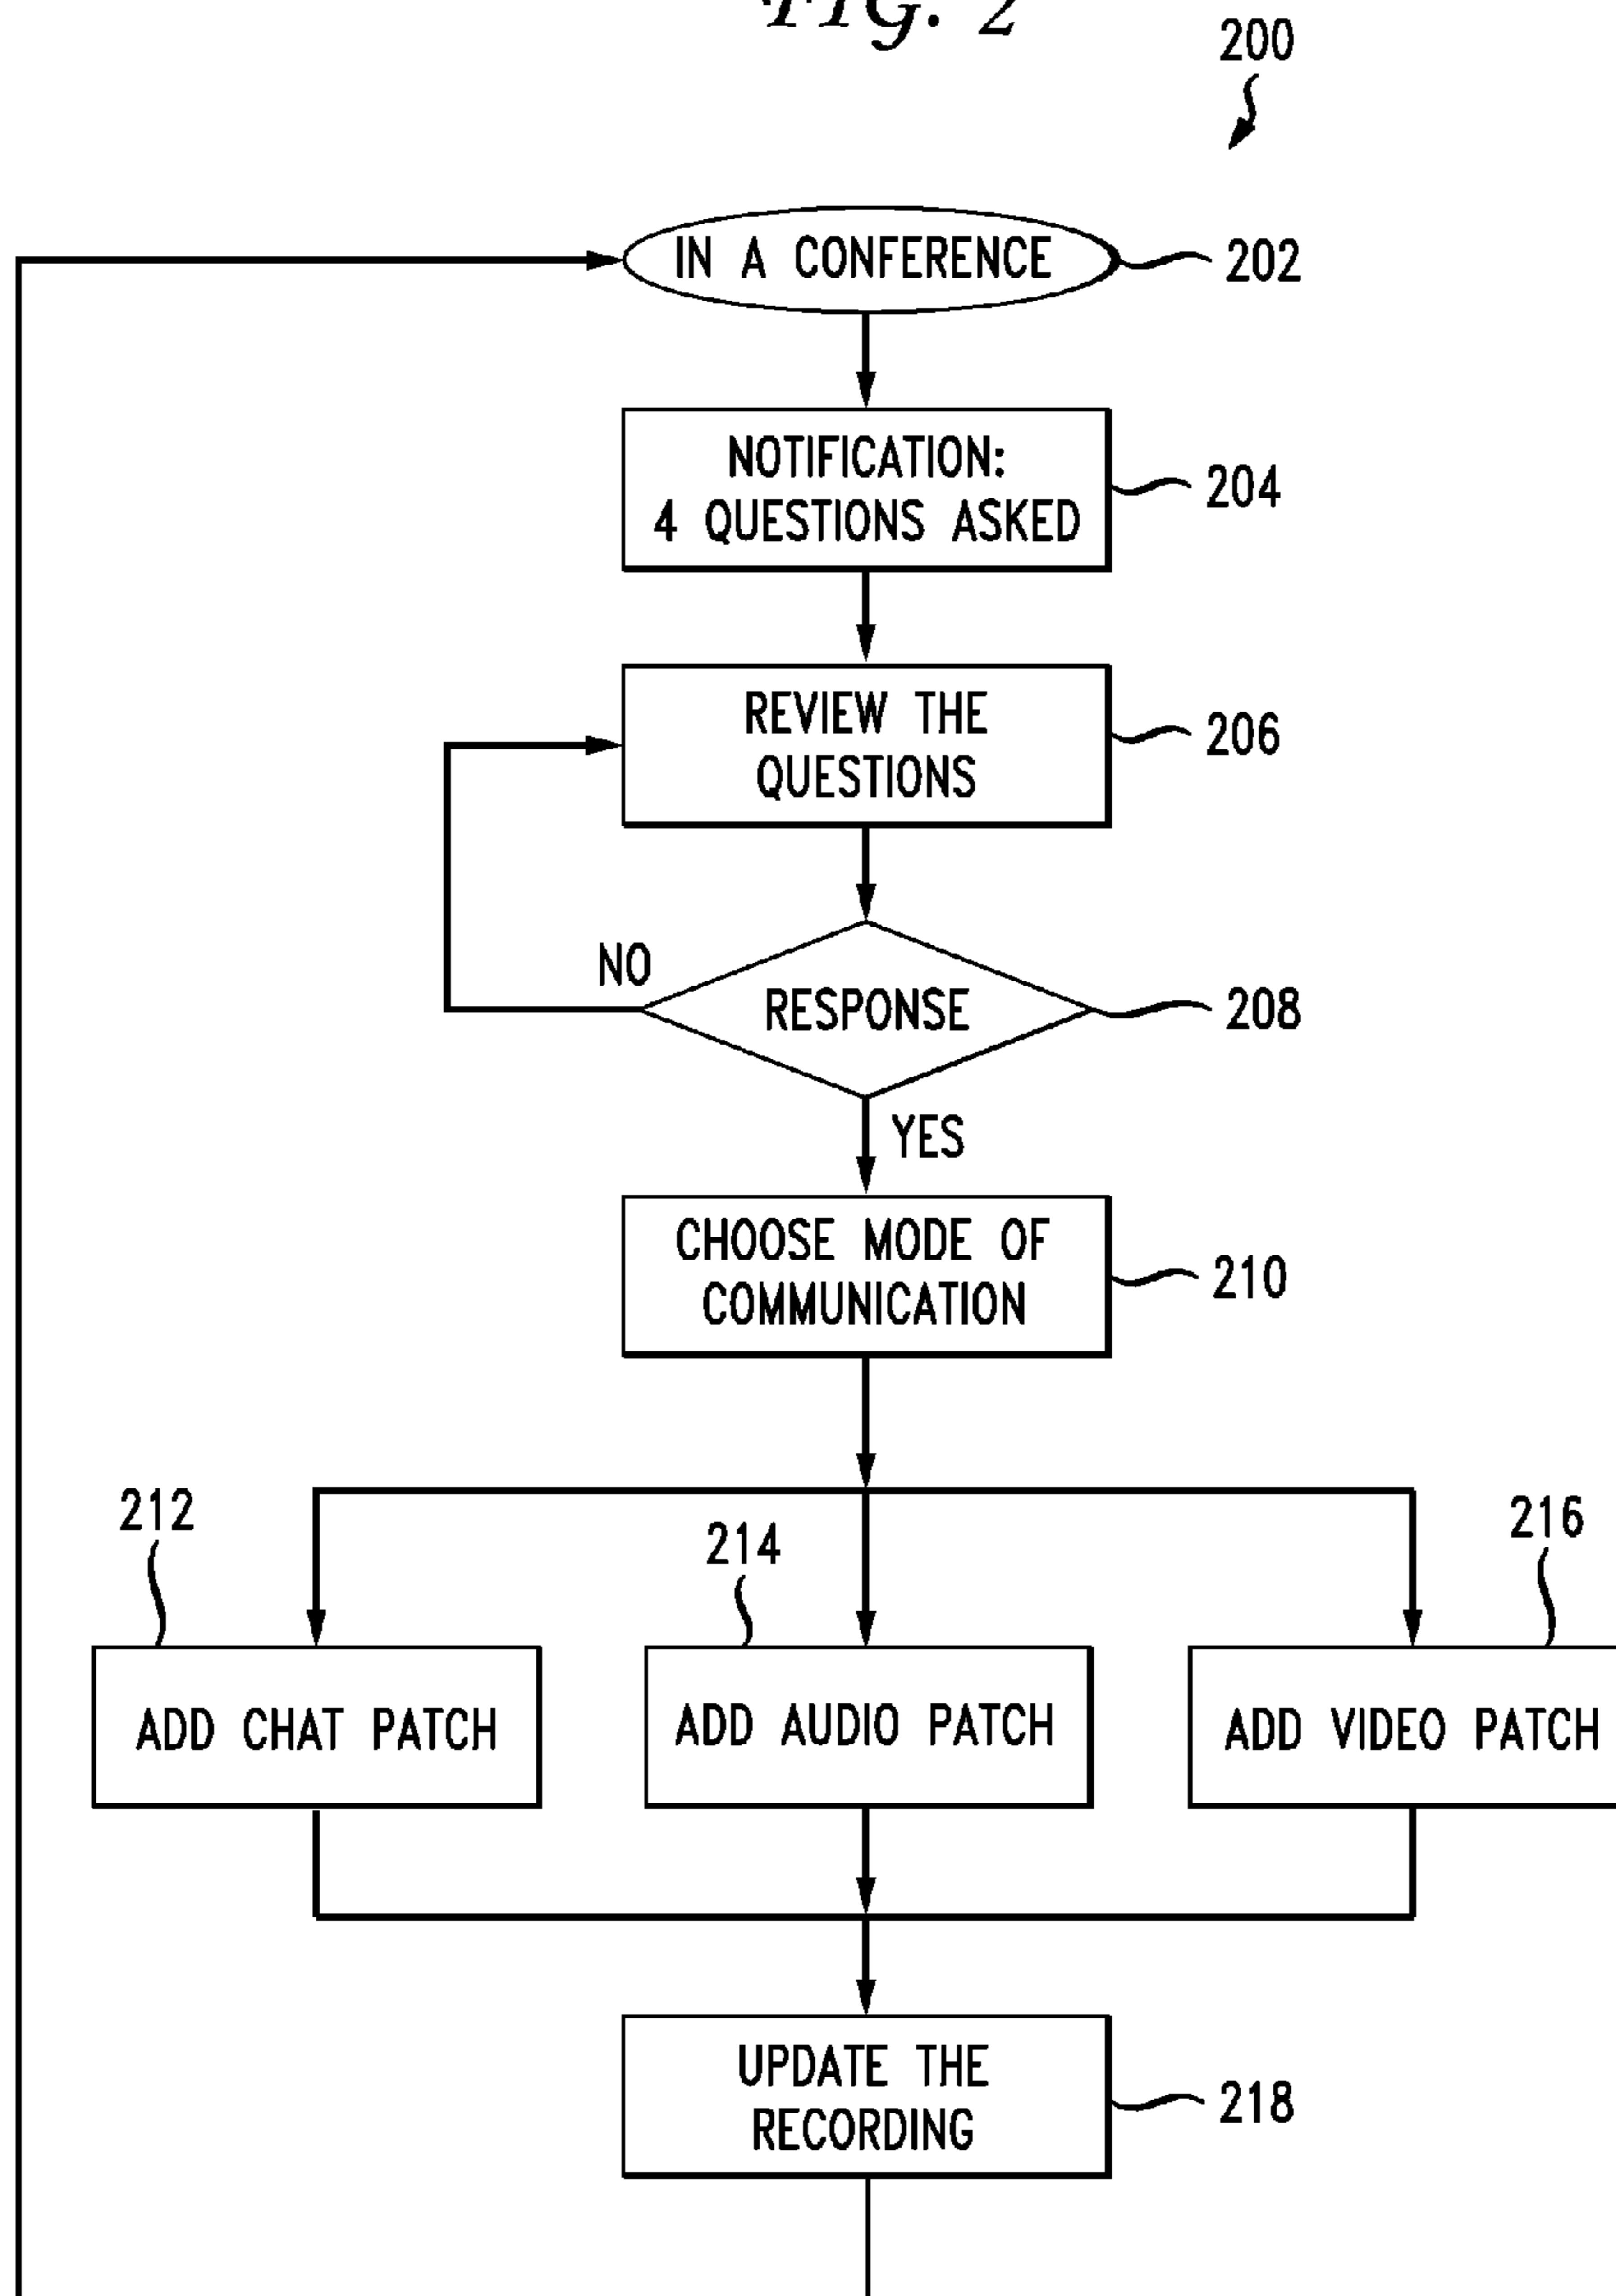 FIG. 2
200
IN A CONFERENCE
202
NOTIFICATION:
4 QUESTIONS ASKED
204
REVIEW THE
QUESTIONS
206
NO
RESPONSE
208
YES
CHOOSE MODE OF
COMMUNICATION
210
212
214
216
ADD CHAT PATCH
ADD AUDIO PATCH
ADD VIDEO PATCH
UPDATE THE
RECORDING
218